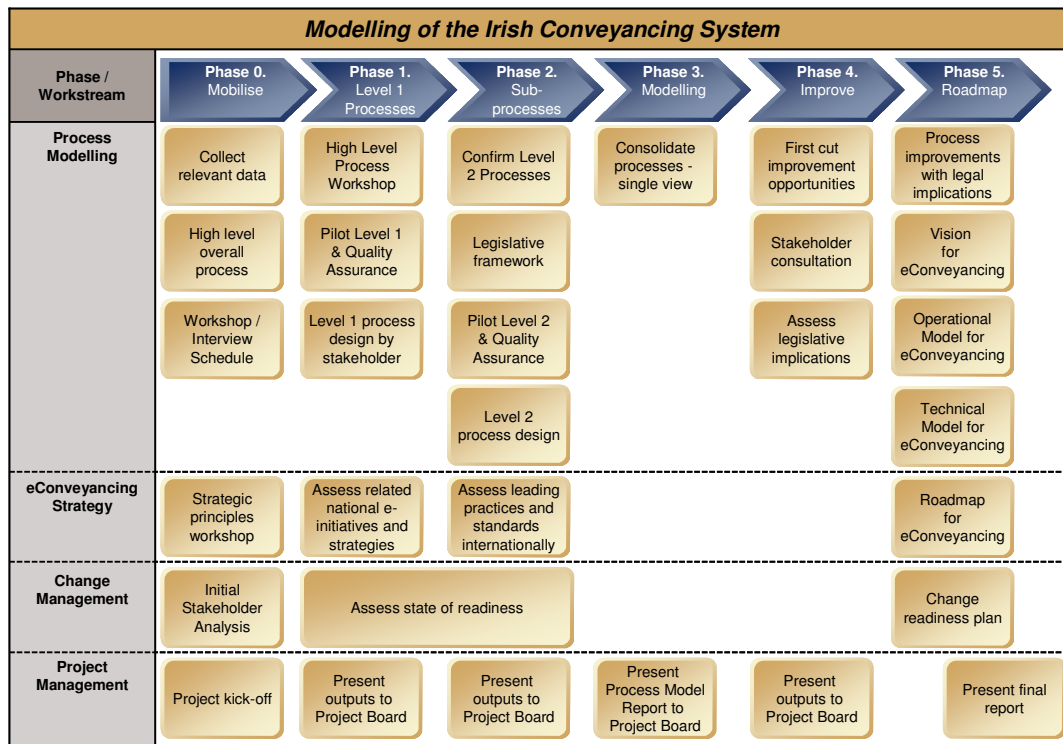 Modelling of the Irish Conveyancing System
Phase /
Workstream
Phase 0.
Mobilise
Phase 1.
Level 1
Processes
Phase 2.
Sub-
processes
Phase 3.
Modelling
Phase 4.
Improve
Phase 5.
Roadmap
Process
Modelling
Collect
relevant data
High Level
Process
Workshop
Confirm Level
2 Processes
Consolidate
processes -
single view
First cut
improvement
opportunities
Process
improvements
with legal
implications
High level
overall
process
Pilot Level 1
& Quality
Assurance
Legislative
framework
Stakeholder
consultation
Vision
for
eConveyancing
Workshop /
Interview
Schedule
Level 1 process
design by
stakeholder
Pilot Level 2
& Quality
Assurance
Assess
legislative
implications
Operational
Model for
eConveyancing
Level 2
process design
Technical
Model for
eConveyancing
eConveyancing
Strategy
Strategic
principles
workshop
Assess related
national e-
initiatives and
strategies
Assess leading
practices and
standards
internationally
Roadmap
for
eConveyancing
Change
Management
Initial
Stakeholder
Analysis
Assess state of readiness
Change
readiness plan
Project
Management
Project kick-off
Present
outputs to
Project Board
Present
outputs to
Project Board
Present
Process Model
Report to
Project Board
Present
outputs to
Project Board
Present final
report